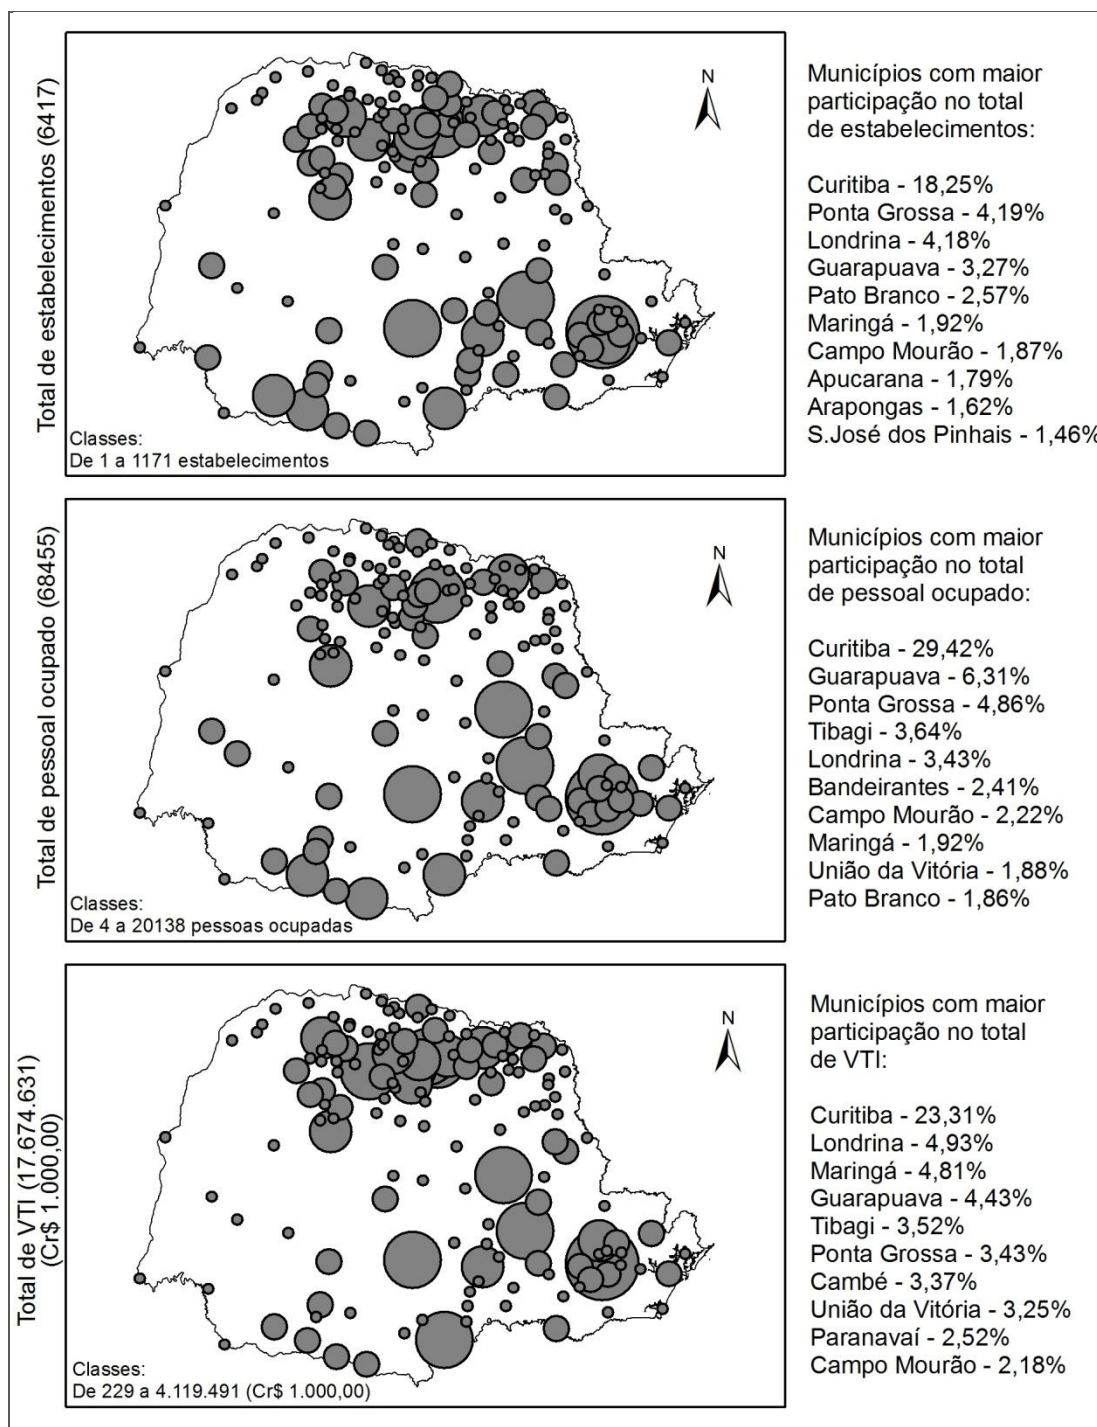 Total de estabelecimentos (6417)
N
Classes:
De 1 a 1171 estabelecimentos
Municípios com maior
participação no total
de estabelecimentos:
Curitiba - 18,25%
Ponta Grossa - 4,19%
Londrina - 4,18%
Guarapuava - 3,27%
Pato Branco - 2,57%
Maringá - 1,92%
Campo Mourão - 1,87%
Apucarana - 1,79%
Arapongas - 1,62%
S.José dos Pinhais - 1,46%
Total de pessoal ocupado (68455)
N
Classes:
De 4 a 20138 pessoas ocupadas
Municípios com maior
participação no total
de pessoal ocupado:
Curitiba - 29,42%
Guarapuava - 6,31%
Ponta Grossa - 4,86%
Tibagi - 3,64%
Londrina - 3,43%
Bandeirantes - 2,41%
Campo Mourão - 2,22%
Maringá - 1,92%
União da Vitória - 1,88%
Pato Branco - 1,86%
Total de VTI (17.674.631)
(Cr$ 1.000,00)
N
Classes:
De 229 a 4.119.491 (Cr$ 1.000,00)
Municípios com maior
participação no total
de VTI:
Curitiba - 23,31%
Londrina - 4,93%
Maringá - 4,81%
Guarapuava - 4,43%
Tibagi - 3,52%
Ponta Grossa - 3,43%
Cambé - 3,37%
União da Vitória - 3,25%
Paranavaí - 2,52%
Campo Mourão - 2,18%